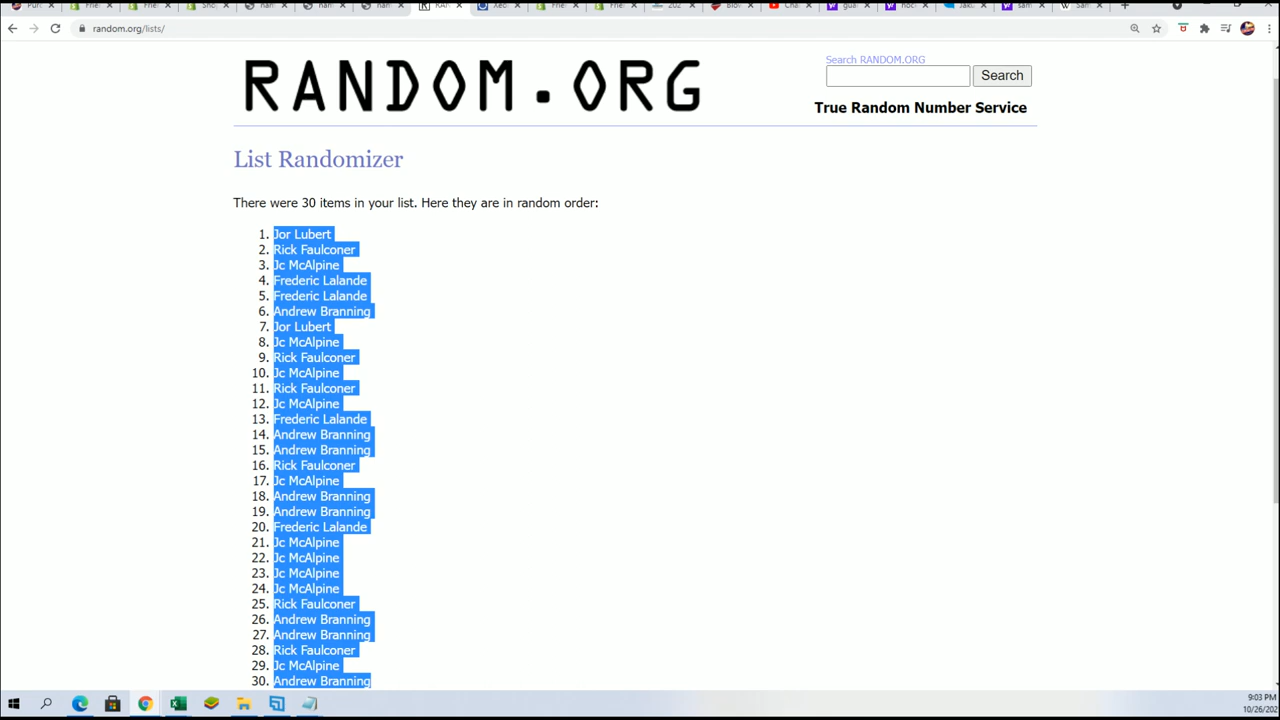 random.org/lists/
RANDOM.ORG
Search RANDOM.ORG
Search
True Random Number Service
List Randomizer
There were 30 items in your list. Here they are in random order:
1. Jor Lubert
2. Rick Faulconer
3. Jc McAlpine
4. Frederic Lalande
5. Frederic Lalande
6. Andrew Branning
7. Jor Lubert
8. Jc McAlpine
9. Rick Faulconer
10. Jc McAlpine
11. Rick Faulconer
12. Jc McAlpine
13. Frederic Lalande
14. Andrew Branning
15. Andrew Branning
16. Rick Faulconer
17. Jc McAlpine
18. Andrew Branning
19. Andrew Branning
20. Frederic Lalande
21. Jc McAlpine
22. Jc McAlpine
23. Jc McAlpine
24. Jc McAlpine
25. Rick Faulconer
26. Andrew Branning
27. Andrew Branning
28. Rick Faulconer
29. Jc McAlpine
30. Andrew Branning
9:03 PM
10/26/202